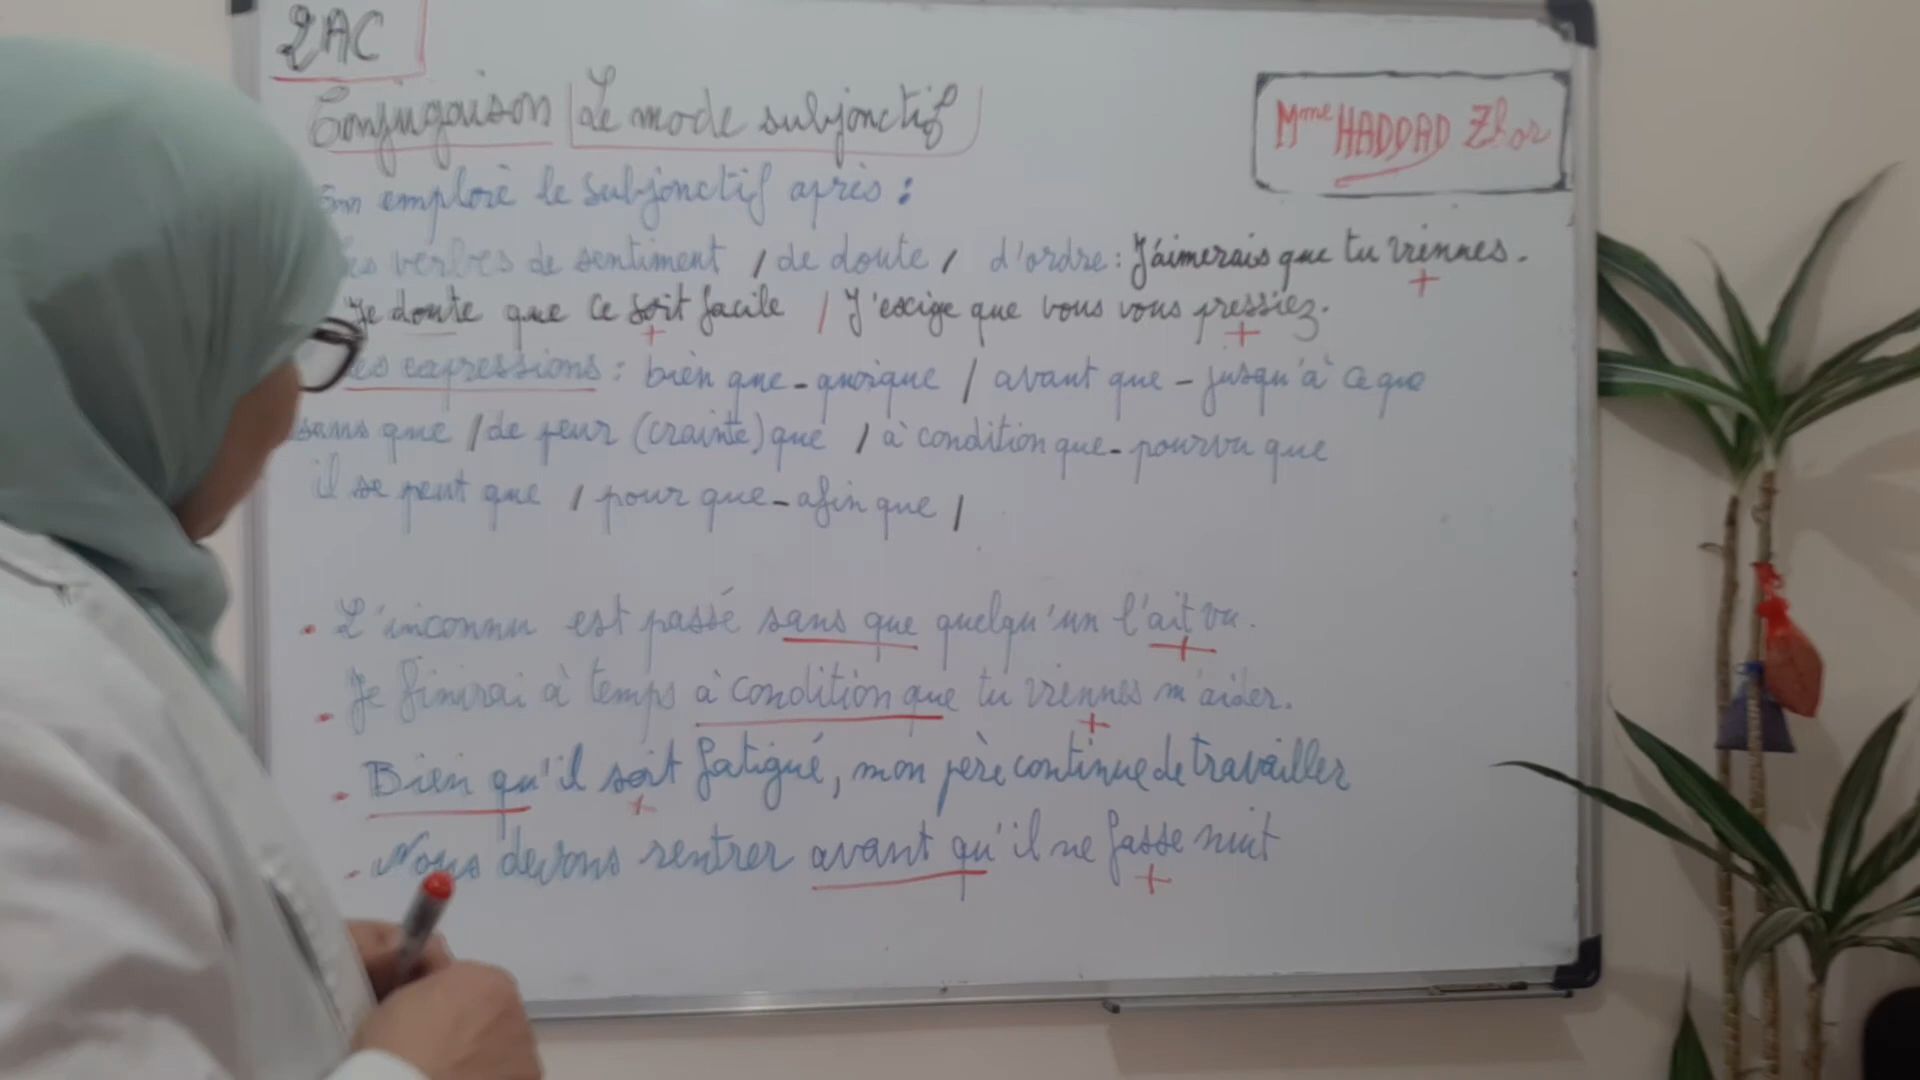 2AC
Conjugaison Le mode subjonctif
Mme HADDAD Zhor
On emploie le subjonctif après :
verbes de sentiment / de doute / d'ordre : J'aimerais que tu viennes.
Je doute que ce soit facile / J'exige que vous vous pressiez.
expressions : bien que - quoique / avant que - jusqu'à ce que
sans que / de peur (crainte) que / à condition que - pourvu que
il se peut que / pour que - afin que /
L'inconnu est passé sans que quelqu'un l'ait vu.
Je finirai à temps à condition que tu viennes m'aider.
Bien qu'il soit fatigué, mon père continue de travailler
Nous devons rentrer avant qu'il ne fasse nuit